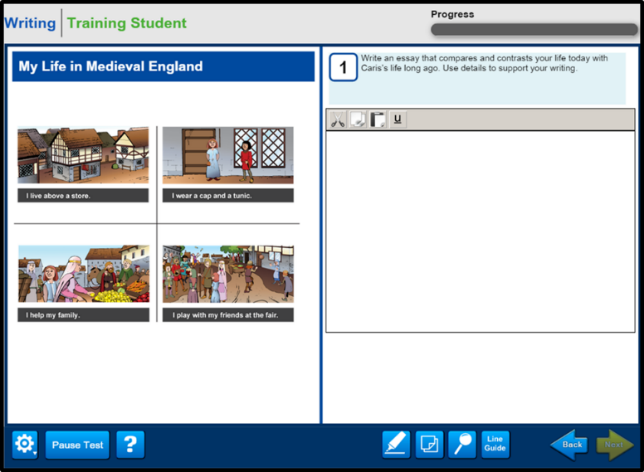 Writing Training Student
Progress
My Life in Medieval England
1
Write an essay that compares and contrasts your life today with
Caris's life long ago. Use details to support your writing.
U
I live above a store.
I wear a cap and a tunic.
I help my family.
I play with my friends at the fair.
Pause Test
?
Line
Guide
Back
Next